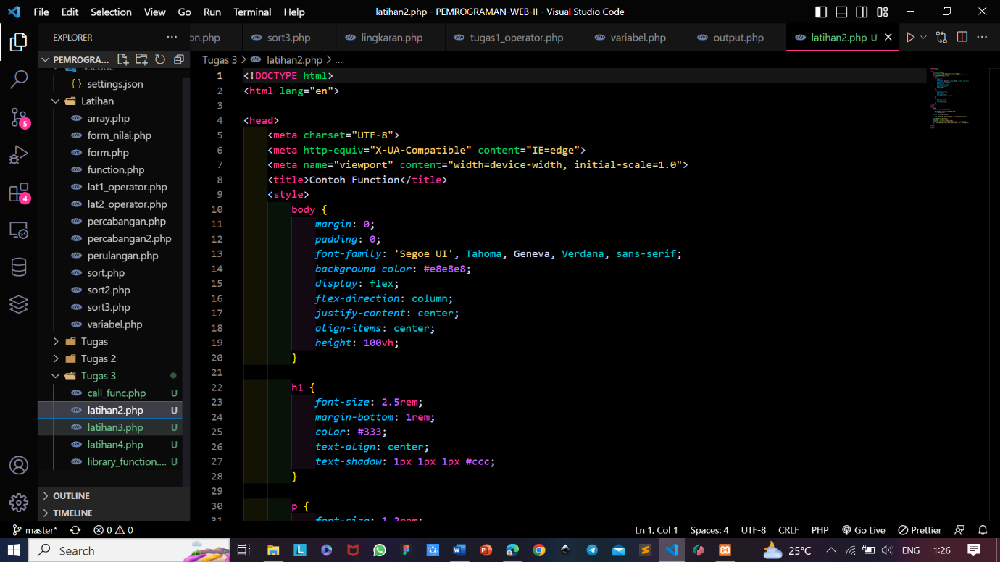 File Edit Selection View Go Run Terminal Help latihan2.php - PEMROGRAMAN-WEB-II - Visual Studio Code
EXPLORER ···
on.php sort3.php lingkaran.php tugas1_operator.php variabel.php output.php latihan2.php U
PEMROGRA...
Tugas 3 > latihan2.php > ...
.vscode
settings.json
Latihan
array.php
form_nilai.php
form.php
function.php
lat1_operator.php
lat2_operator.php
percabangan.php
percabangan2.php
perulangan.php
sort.php
sort2.php
sort3.php
variabel.php
Tugas
Tugas 2
Tugas 3
call_func.php U
latihan2.php U
latihan3.php U
latihan4.php U
library_function.... U
OUTLINE
TIMELINE
5
4
1 <!DOCTYPE html>
2 <html lang="en">
3
4 <head>
5 <meta charset="UTF-8">
6 <meta http-equiv="X-UA-Compatible" content="IE=edge">
7 <meta name="viewport" content="width=device-width, initial-scale=1.0">
8 <title>Contoh Function</title>
9 <style>
10 body {
11 margin: 0;
12 padding: 0;
13 font-family: 'Segoe UI', Tahoma, Geneva, Verdana, sans-serif;
14 background-color: #e8e8e8;
15 display: flex;
16 flex-direction: column;
17 justify-content: center;
18 align-items: center;
19 height: 100vh;
20 }
21
22 h1 {
23 font-size: 2.5rem;
24 margin-bottom: 1rem;
25 color: #333;
26 text-align: center;
27 text-shadow: 1px 1px 1px #ccc;
28 }
29
30 p {
31 font-size: 1.2rem;
master* 0 0 Ln 1, Col 1 Spaces: 4 UTF-8 CRLF PHP Go Live Prettier
Search 25°C ENG 1:26